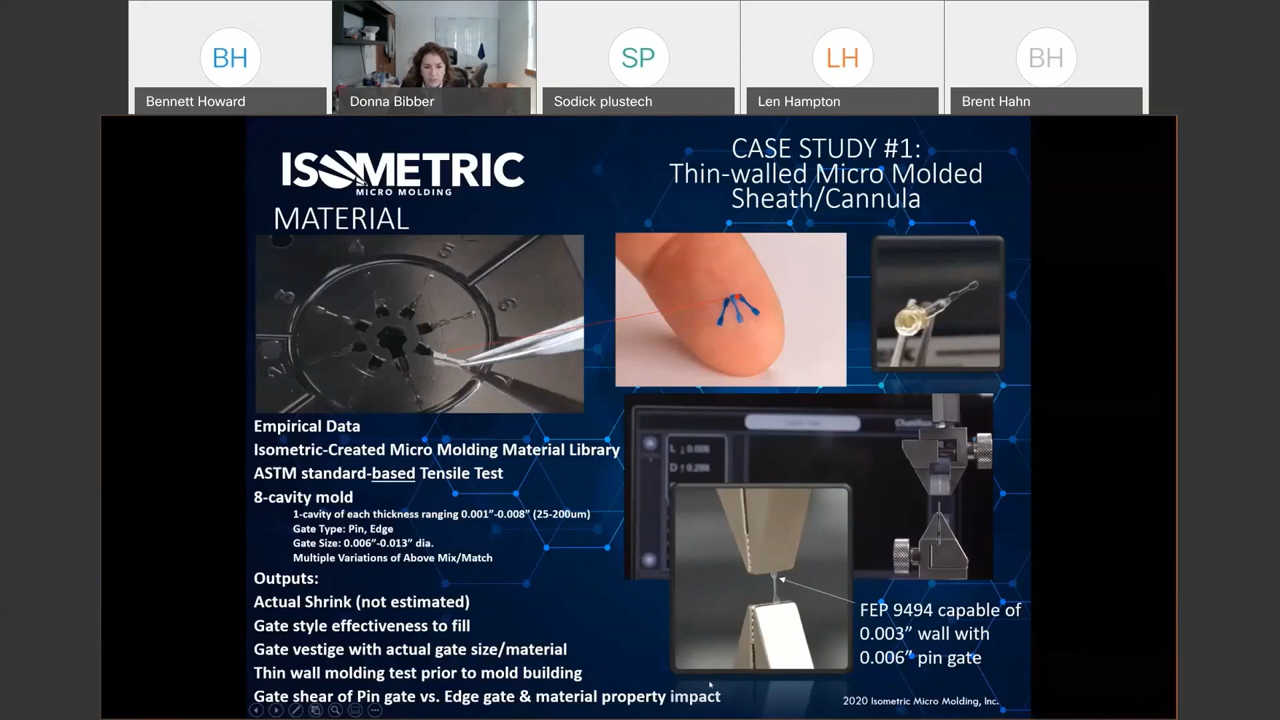 BH
Bennett Howard
Donna Bibber
SP
Sodick plustech
LH
Len Hampton
BH
Brent Hahn
ISOMETRIC
MICRO MOLDING
MATERIAL
CASE STUDY #1:
Thin-walled Micro Molded
Sheath/Cannula
4
5
3
6
2
Empirical Data
Isometric-Created Micro Molding Material Library
ASTM standard-based Tensile Test
8-cavity mold
1-cavity of each thickness ranging 0.001”-0.008” (25-200um)
Gate Type: Pin, Edge
Gate Size: 0.006”-0.013” dia.
Multiple Variations of Above Mix/Match
Outputs:
Actual Shrink (not estimated)
Gate style effectiveness to fill
Gate vestige with actual gate size/material
Thin wall molding test prior to mold building
Gate shear of Pin gate vs. Edge gate & material property impact
FEP 9494 capable of
0.003” wall with
0.006” pin gate
2020 Isometric Micro Molding, Inc.